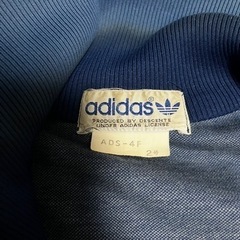 adidas
PRODUCED BY DESCENTE
UNDER ADIDAS LICENSE
ADS-4F